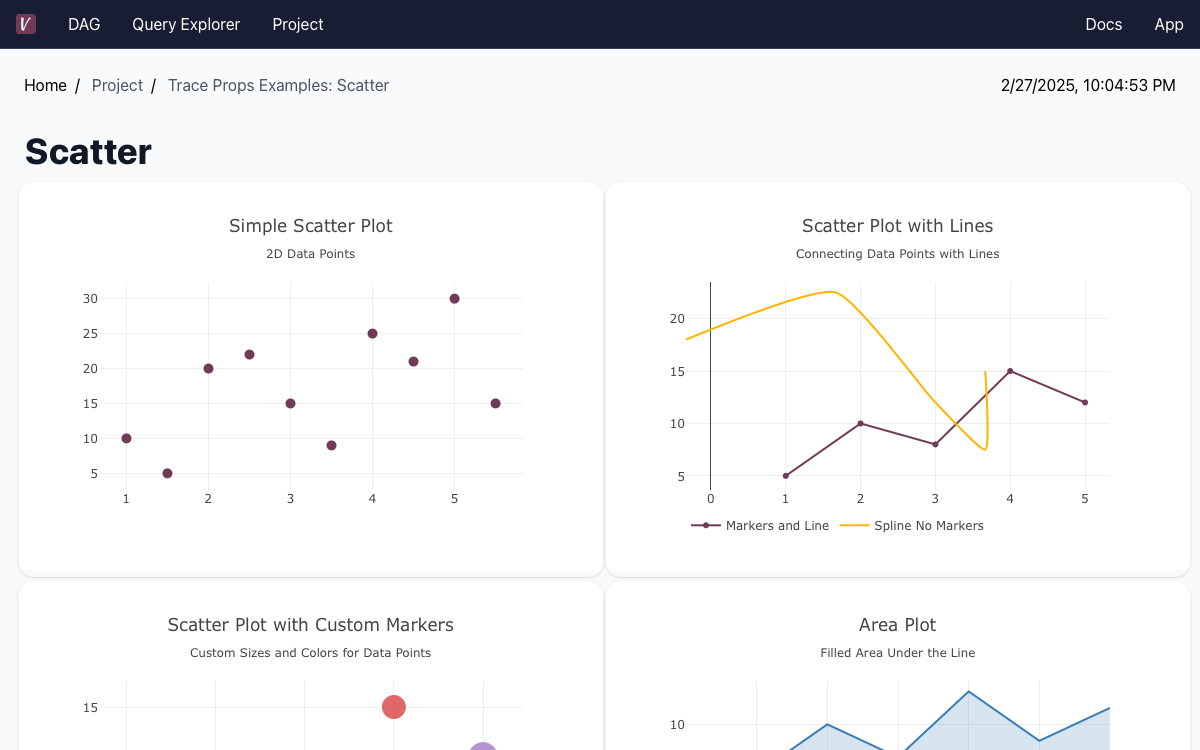 DAG Query Explorer Project Docs App
Home / Project / Trace Props Examples: Scatter 2/27/2025, 10:04:53 PM
Scatter
Simple Scatter Plot
2D Data Points
30
25
20
15
10
5
1 2 3 4 5
Scatter Plot with Lines
Connecting Data Points with Lines
20
15
10
5
0 1 2 3 4 5
Markers and Line Spline No Markers
Scatter Plot with Custom Markers
Custom Sizes and Colors for Data Points
15
Area Plot
Filled Area Under the Line
10